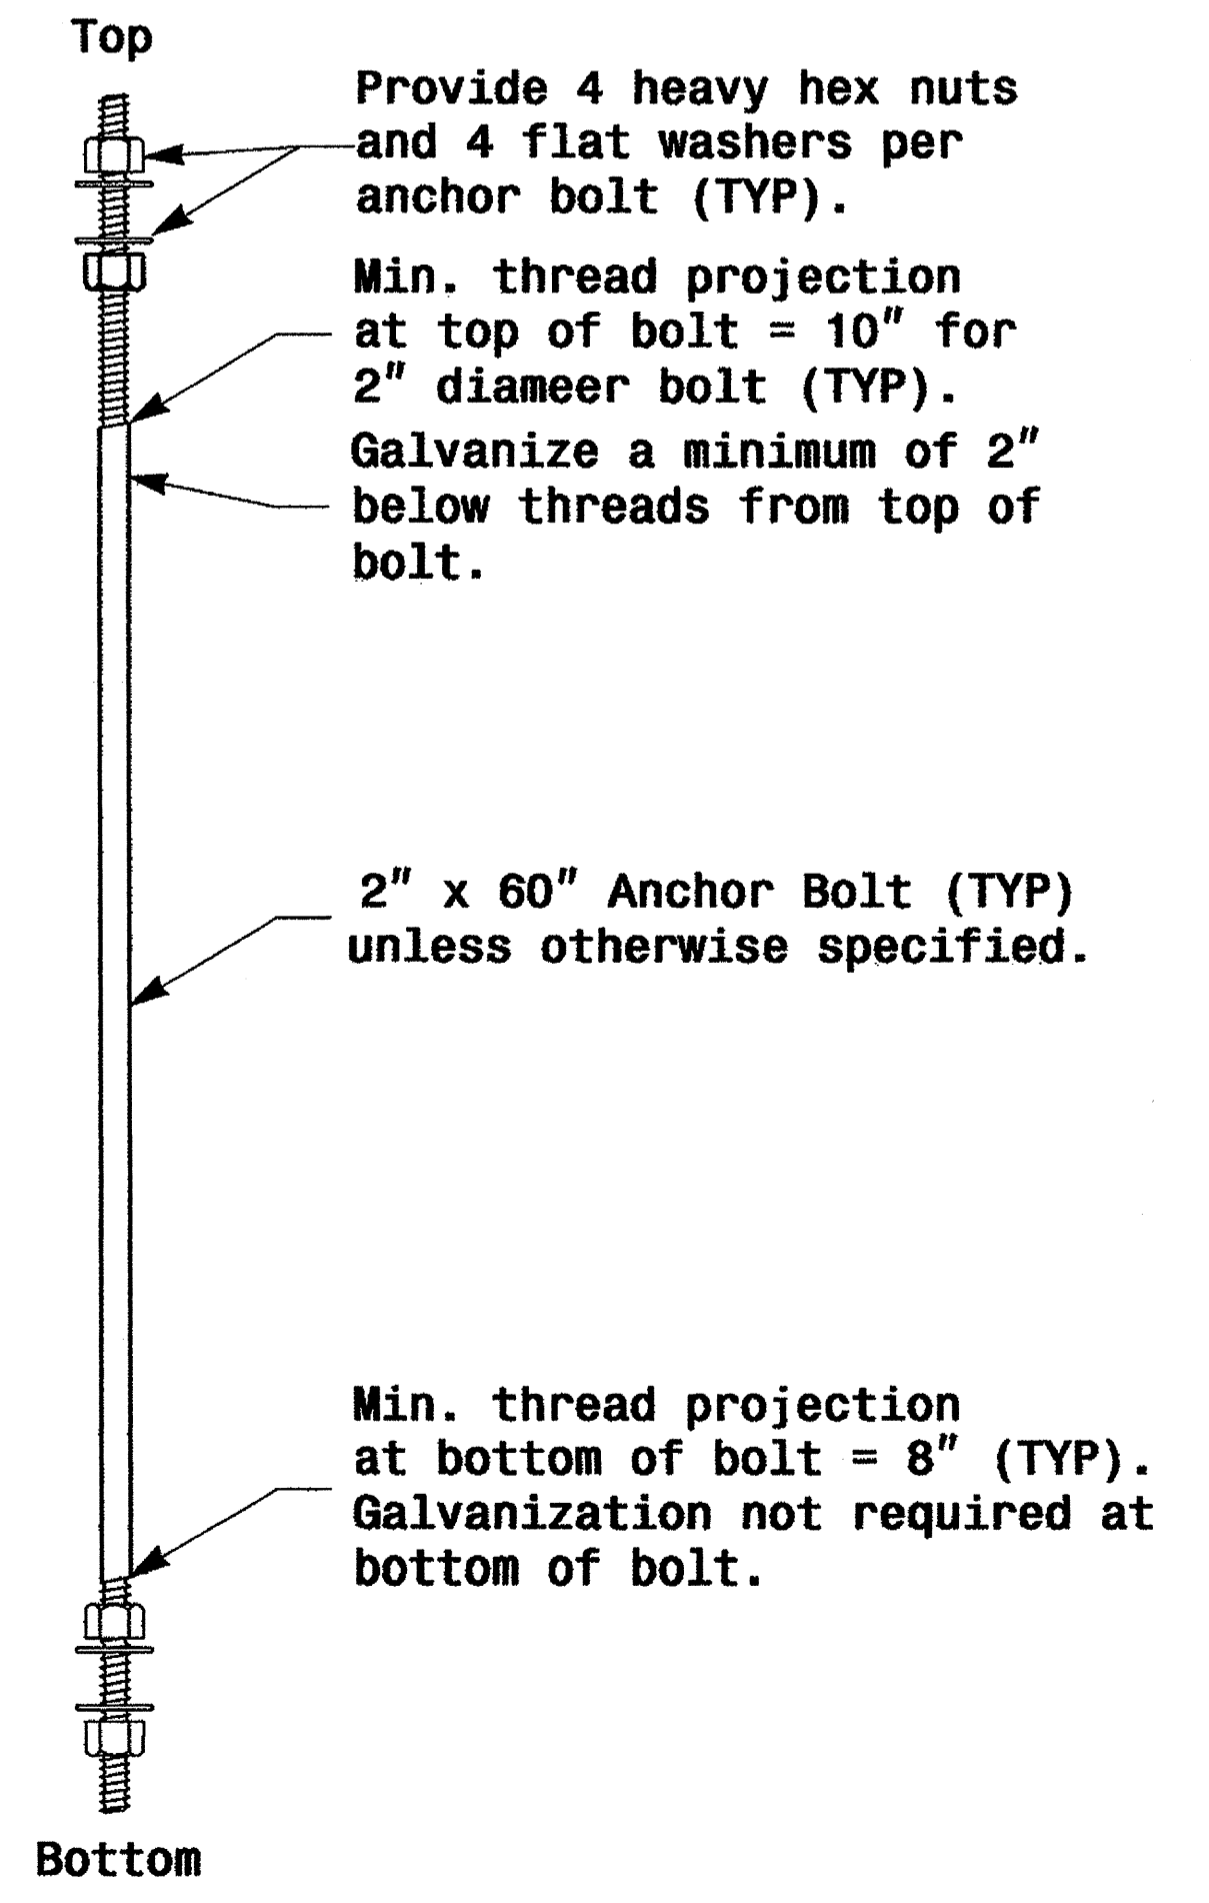 Top
Provide 4 heavy hex nuts
and 4 flat washers per
anchor bolt (TYP).
Min. thread projection
at top of bolt = 10" for
2" diameer bolt (TYP).
Galvanize a minimum of 2"
below threads from top of
bolt.
2" x 60" Anchor Bolt (TYP)
unless otherwise specified.
Min. thread projection
at bottom of bolt = 8" (TYP).
Galvanization not required at
bottom of bolt.
Bottom